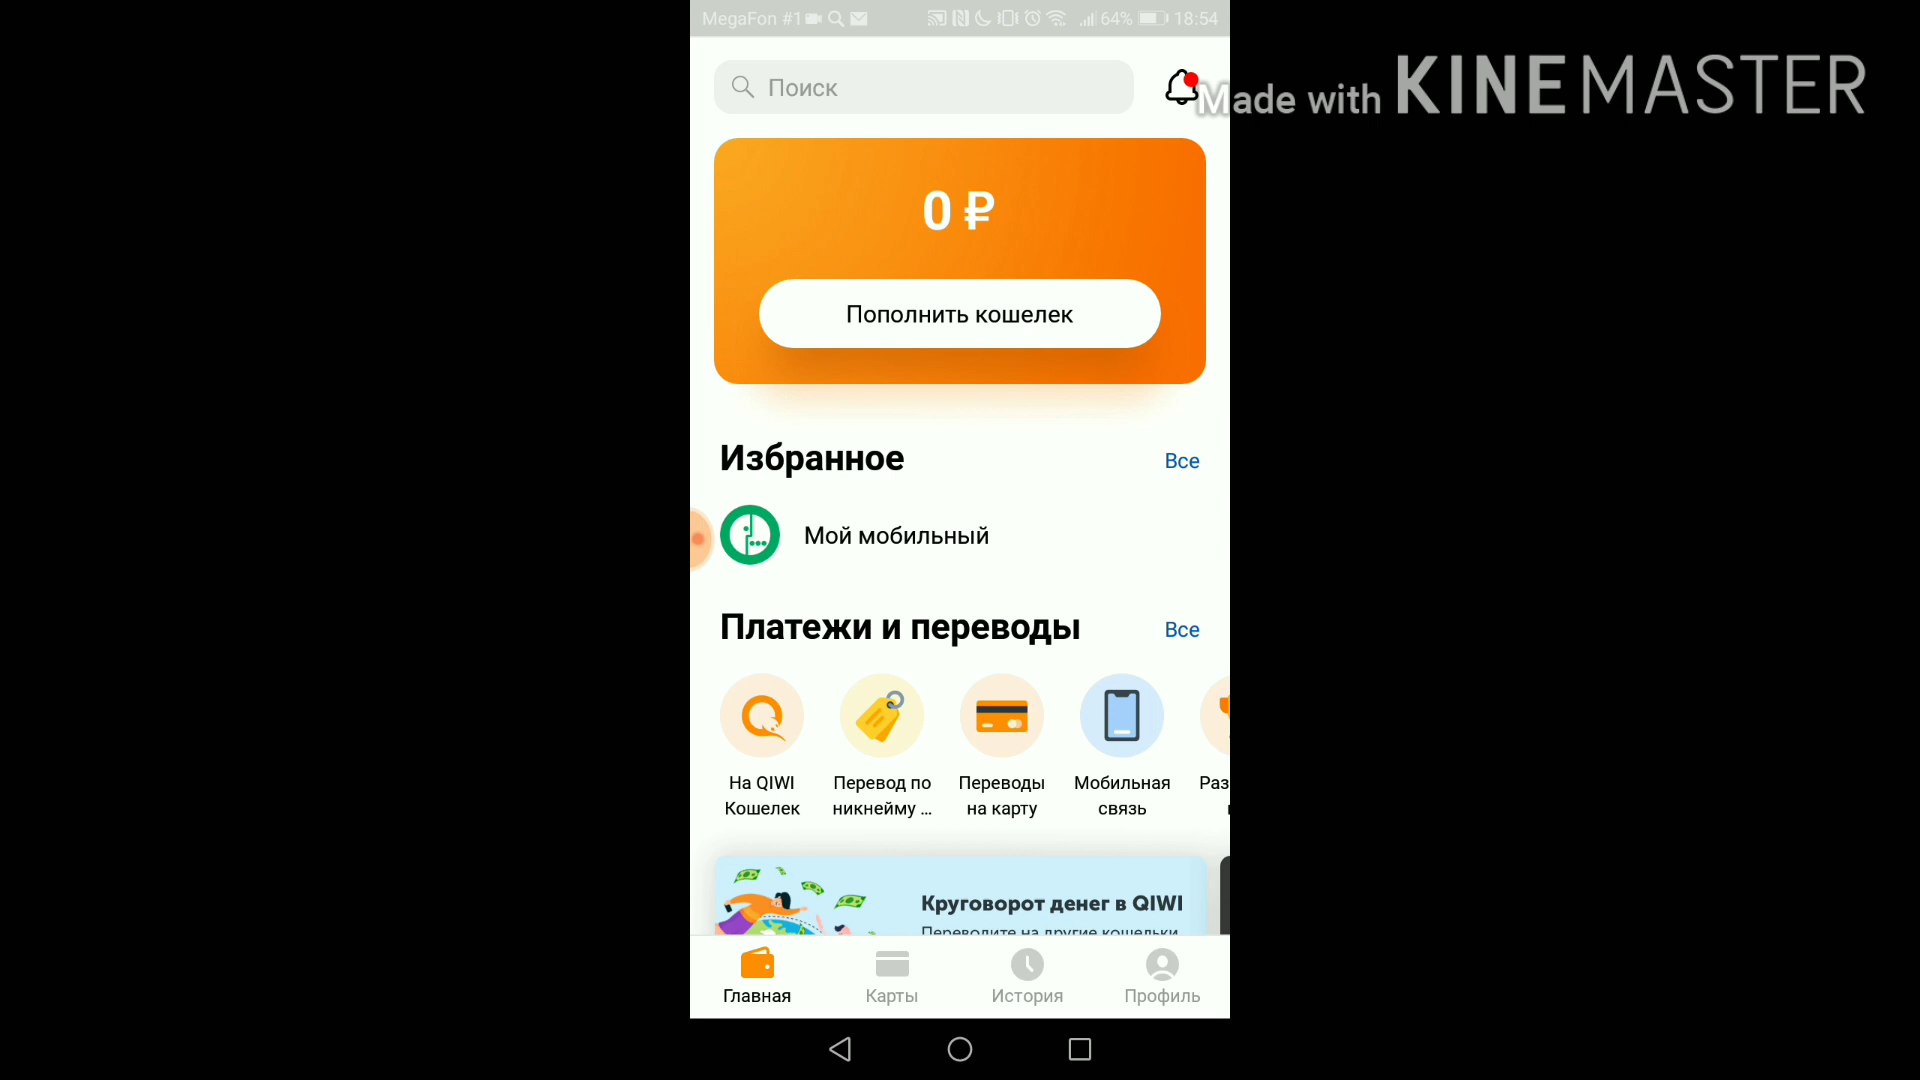 MegaFon #1 64% 18:54
Поиск
Made with KINEMASTER
0 ₽
Пополнить кошелек
Избранное
Все
Мой мобильный
Платежи и переводы
Все
На QIWI Кошелек
Перевод по никнейму ...
Переводы на карту
Мобильная связь
Раз
Круговорот денег в QIWI
Переводите на другие кошельки
Главная
Карты
История
Профиль